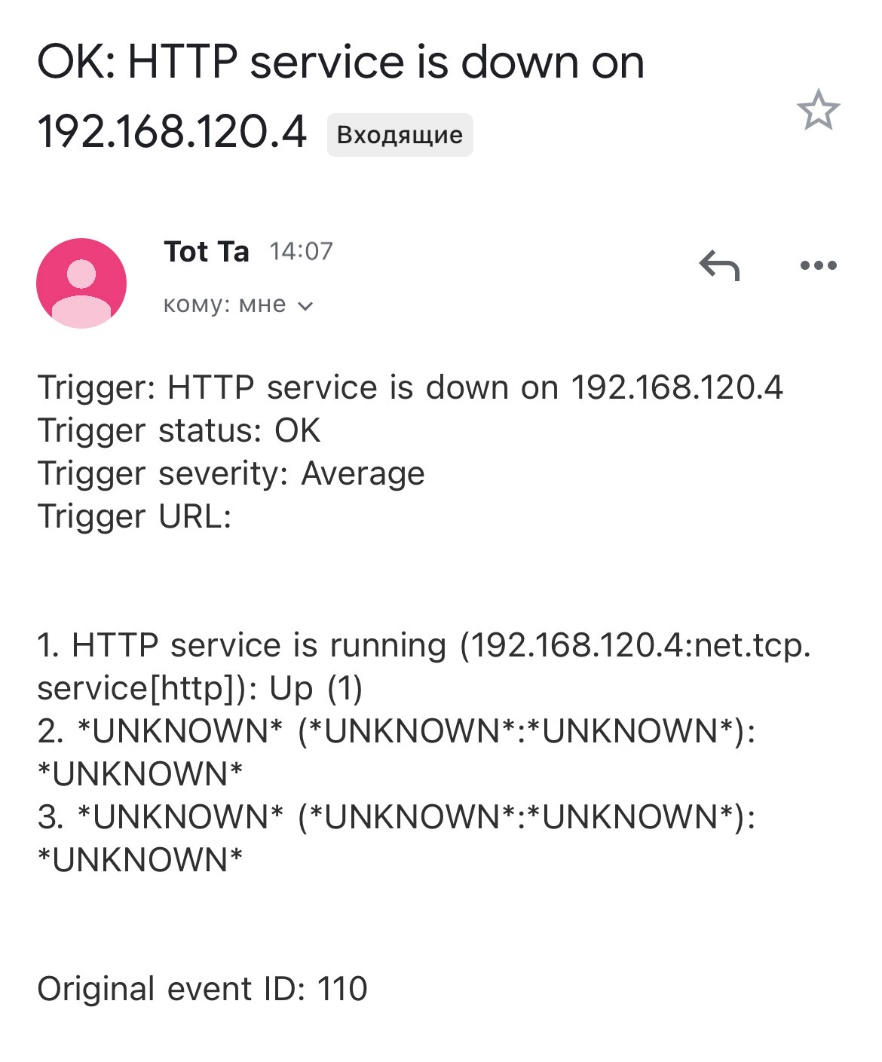 OK: HTTP service is down on
192.168.120.4 Входящие
Tot Ta 14:07
кому: мне
Trigger: HTTP service is down on 192.168.120.4
Trigger status: OK
Trigger severity: Average
Trigger URL:
1. HTTP service is running (192.168.120.4:net.tcp.
service[http]): Up (1)
2. *UNKNOWN* (*UNKNOWN*:*UNKNOWN*):
*UNKNOWN*
3. *UNKNOWN* (*UNKNOWN*:*UNKNOWN*):
*UNKNOWN*
Original event ID: 110